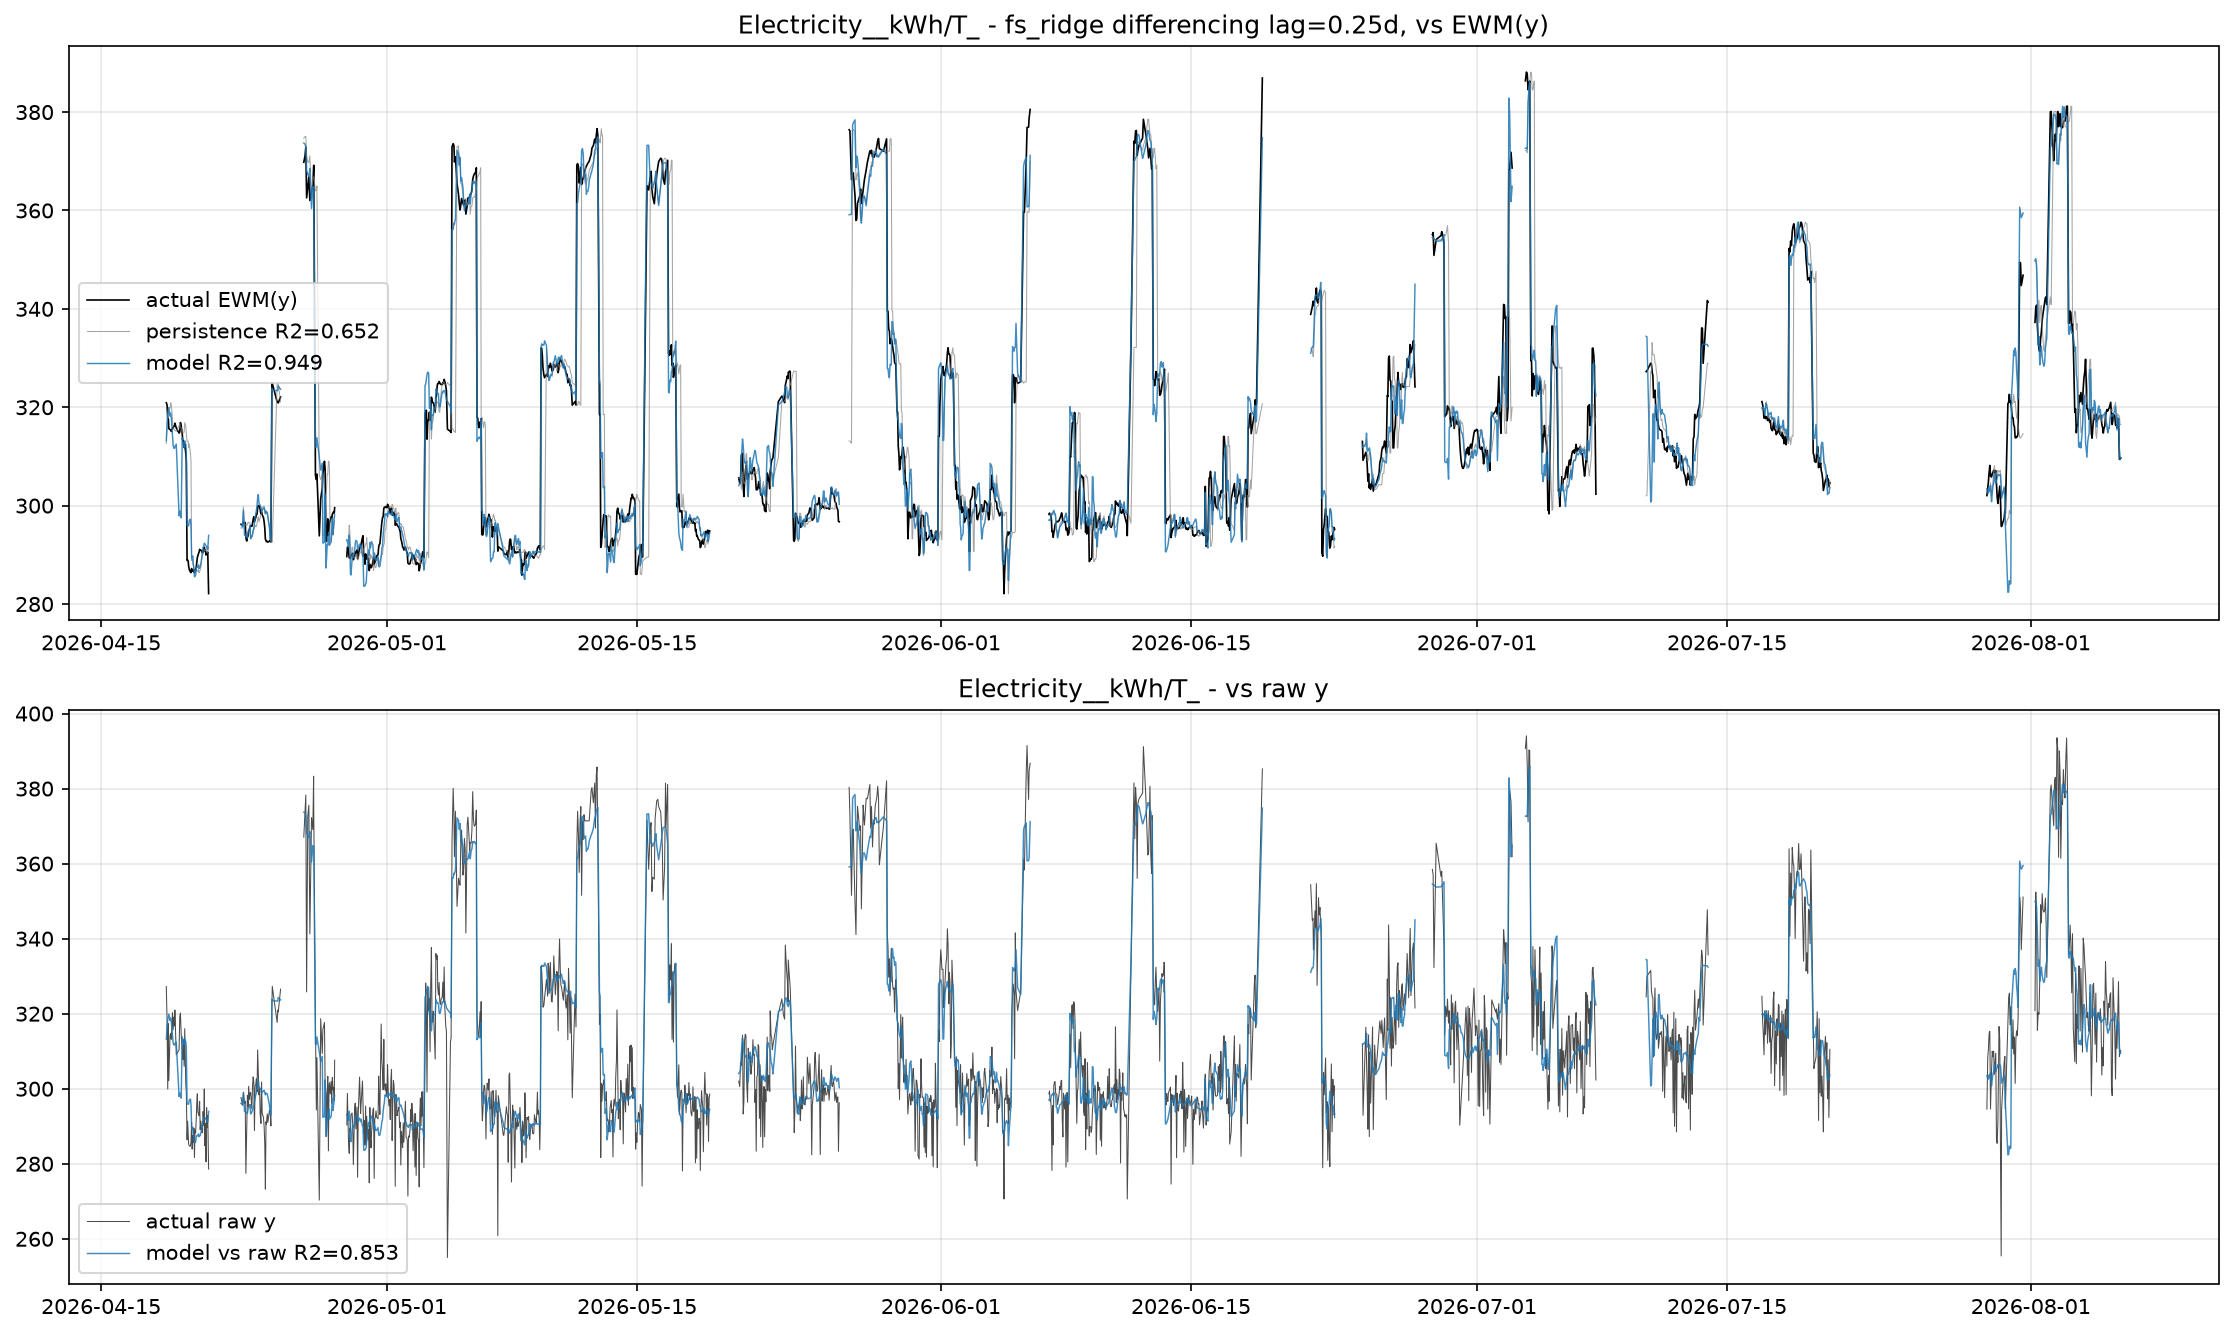 Electricity__kWh/T_ - fs_ridge differencing lag=0.25d, vs EWM(y)
380
360
340
320
300
280
actual EWM(y)
persistence R2=0.652
model R2=0.949
2026-04-15 2026-05-01 2026-05-15 2026-06-01 2026-06-15 2026-07-01 2026-07-15 2026-08-01
Electricity__kWh/T_ - vs raw y
400
380
360
340
320
300
280
260
actual raw y
model vs raw R2=0.853
2026-04-15 2026-05-01 2026-05-15 2026-06-01 2026-06-15 2026-07-01 2026-07-15 2026-08-01